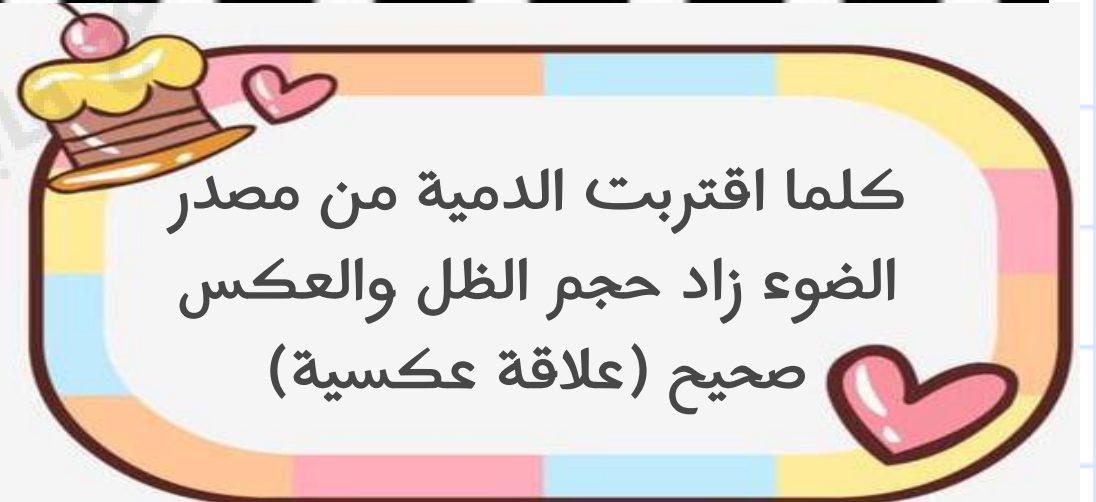 كلما اقتربت الدمية من مصدر
الضوء زاد حجم الظل والعكس
صحيح (علاقة عكسية)